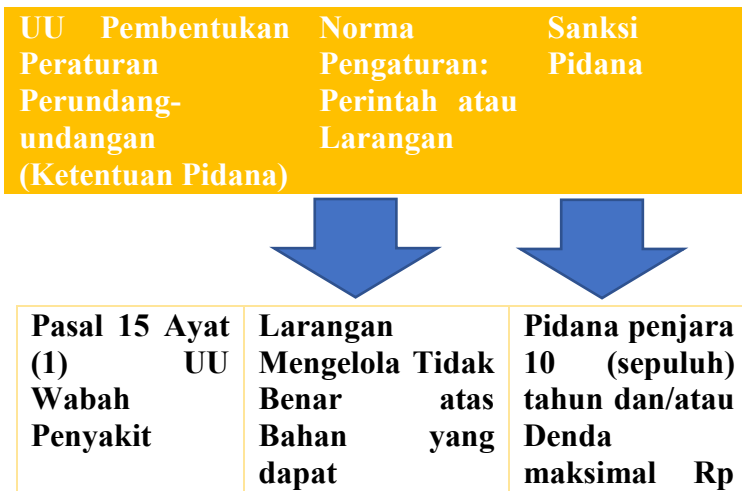 UU Pembentukan
Peraturan
Perundang-
undangan
(Ketentuan Pidana)
Norma
Pengaturan:
Perintah atau
Larangan
Sanksi
Pidana
Pasal 15 Ayat
(1) UU
Wabah
Penyakit
Larangan
Mengelola Tidak
Benar atas
Bahan yang
dapat
Pidana penjara
10 (sepuluh)
tahun dan/atau
Denda
maksimal Rp